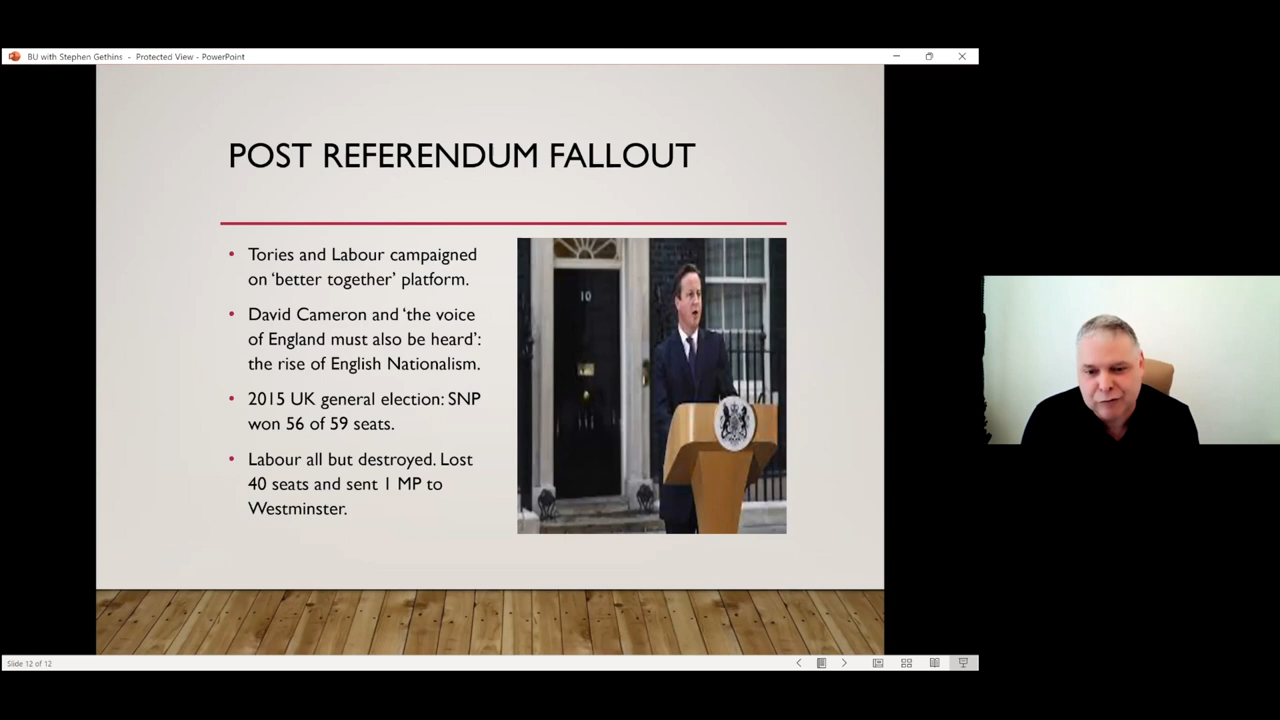 BU with Stephen Gethins - Protected View - PowerPoint
POST REFERENDUM FALLOUT
• Tories and Labour campaigned
on ‘better together’ platform.
• David Cameron and ‘the voice
of England must also be heard’:
the rise of English Nationalism.
• 2015 UK general election: SNP
won 56 of 59 seats.
• Labour all but destroyed. Lost
40 seats and sent 1 MP to
Westminster.
10
Slide 12 of 12